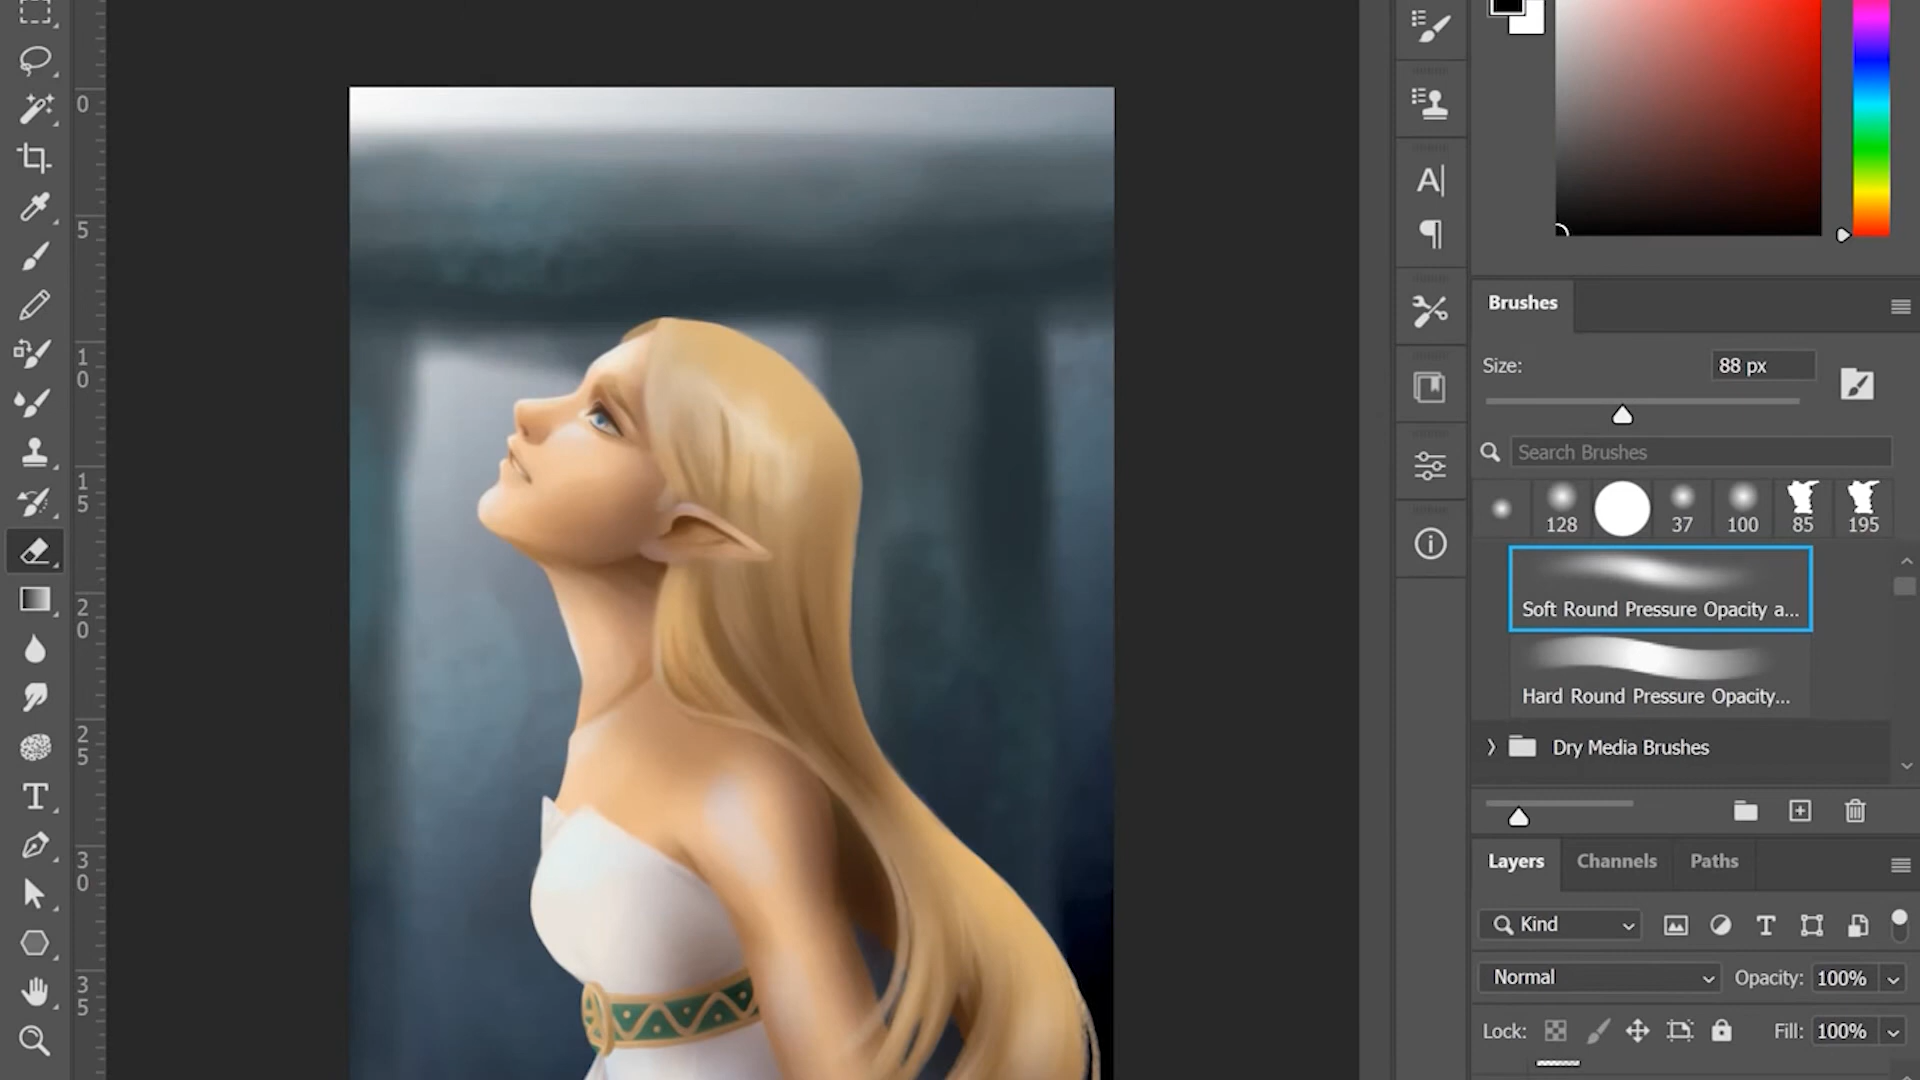 0
5
1
0
1
5
2
0
2
5
3
0
3
5
T
A
Brushes
Size: 88 px
Search Brushes
128 37 100 85 195
Soft Round Pressure Opacity a...
Hard Round Pressure Opacity...
Dry Media Brushes
Layers Channels Paths
Kind T
Normal Opacity: 100%
Lock: Fill: 100%